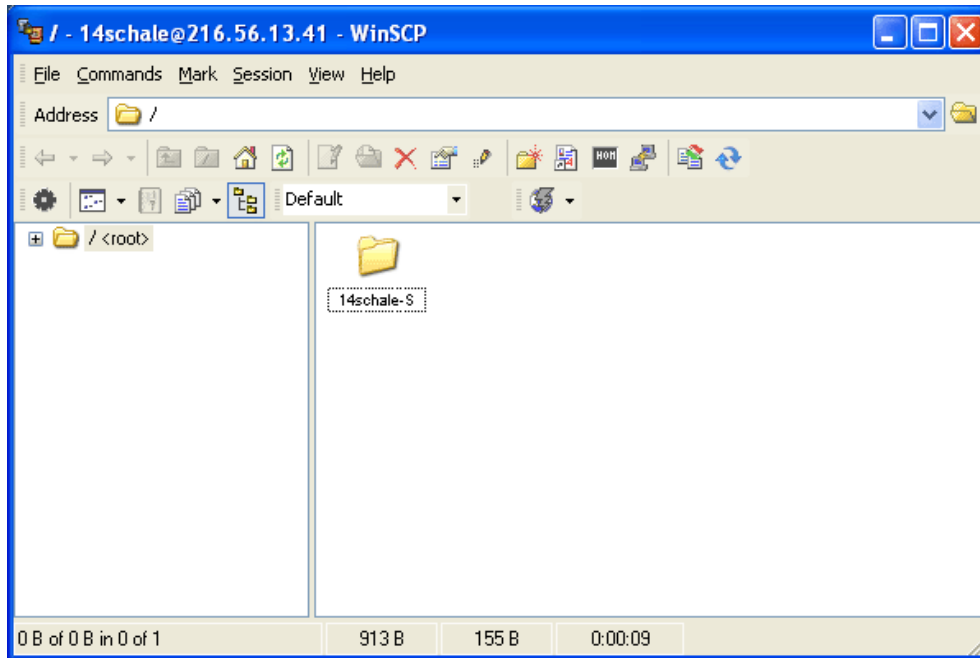 / - 14schale@216.56.13.41 - WinSCP
File Commands Mark Session View Help
Address /
Default
/ <root>
14schale-S
0 B of 0 B in 0 of 1 913 B 155 B 0:00:09